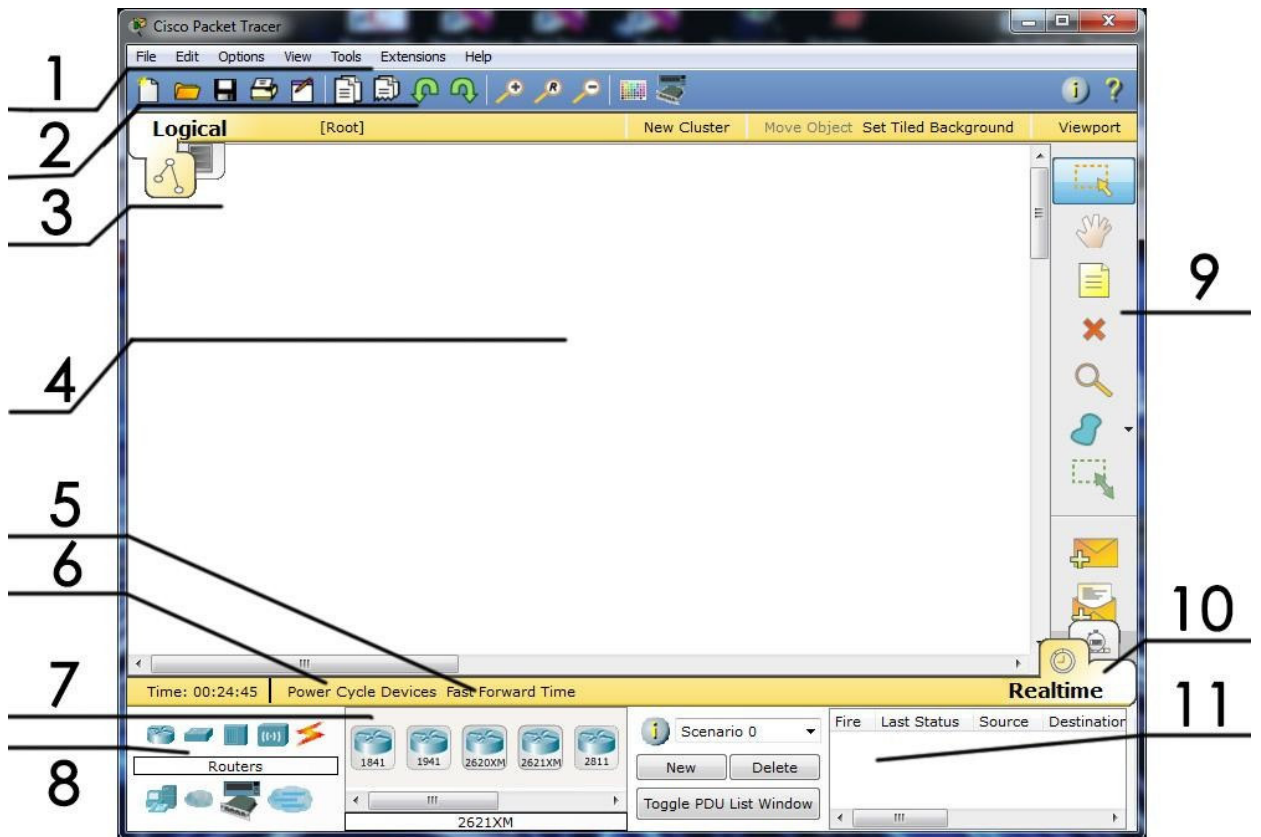 Cisco Packet Tracer
File Edit Options View Tools Extensions Help
1
2
3
4
5
6
7
8
9
10
11
R
i ?
Logical [Root] New Cluster Move Object Set Tiled Background Viewport
Time: 00:24:45 Power Cycle Devices Fast Forward Time Realtime
Routers
1841 1941 2620XM 2621XM 2811
2621XM
i Scenario 0
New Delete
Toggle PDU List Window
Fire Last Status Source Destination